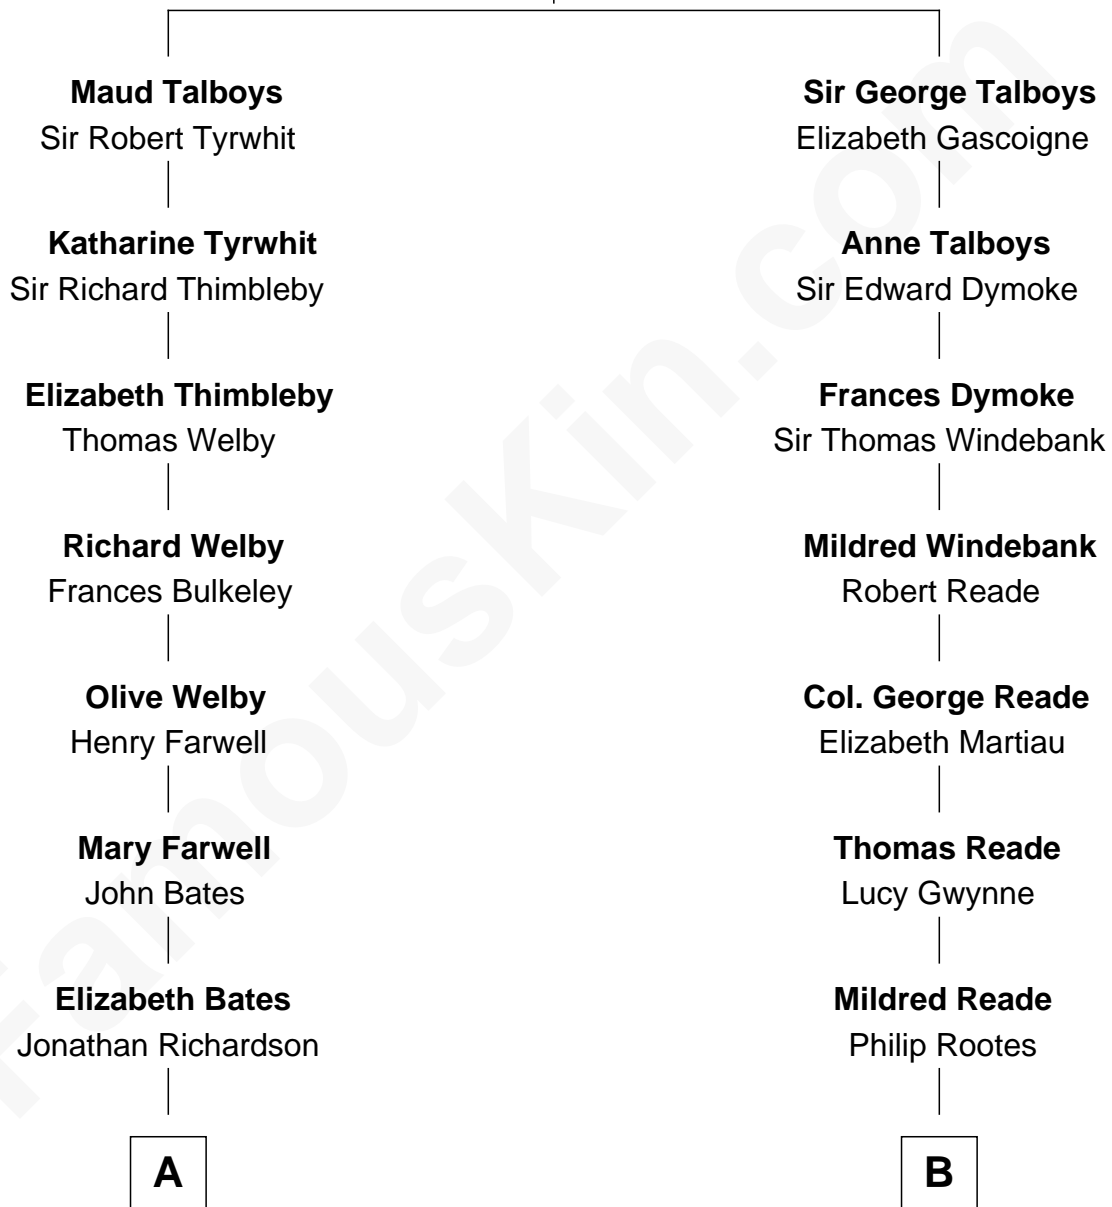 Maud Talboys
Sir Robert Tyrwhit
Katharine Tyrwhit
Sir Richard Thimbleby
Elizabeth Thimbleby
Thomas Welby
Richard Welby
Frances Bulkeley
Olive Welby
Henry Farwell
Mary Farwell
John Bates
Elizabeth Bates
Jonathan Richardson
A
Sir George Talboys
Elizabeth Gascoigne
Anne Talboys
Sir Edward Dymoke
Frances Dymoke
Sir Thomas Windebank
Mildred Windebank
Robert Reade
Col. George Reade
Elizabeth Martiau
Thomas Reade
Lucy Gwynne
Mildred Reade
Philip Rootes
B
FamousKin.com